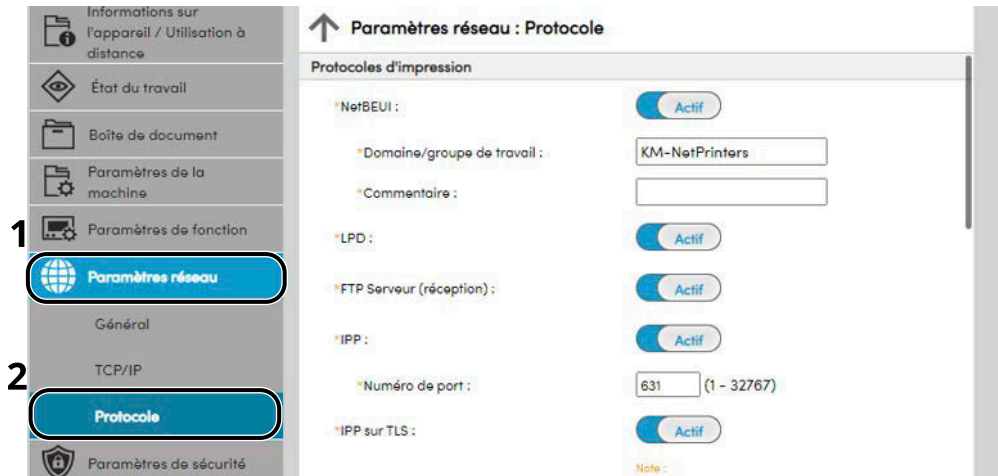 Informations sur
l'appareil / Utilisation à
distance
État du travail
Boîte de document
Paramètres de la
machine
1
Paramètres de fonction
Paramètres réseau
Général
TCP/IP
2
Protocole
Paramètres de sécurité
Paramètres réseau : Protocole
Protocoles d'impression
*NetBEUI :
Actif
*Domaine/groupe de travail :
KM-NetPrinters
*Commentaire :
*LPD :
Actif
*FTP Serveur (réception) :
Actif
*IPP :
Actif
*Numéro de port :
631
(1 - 32767)
*IPP sur TLS :
Actif
Note :